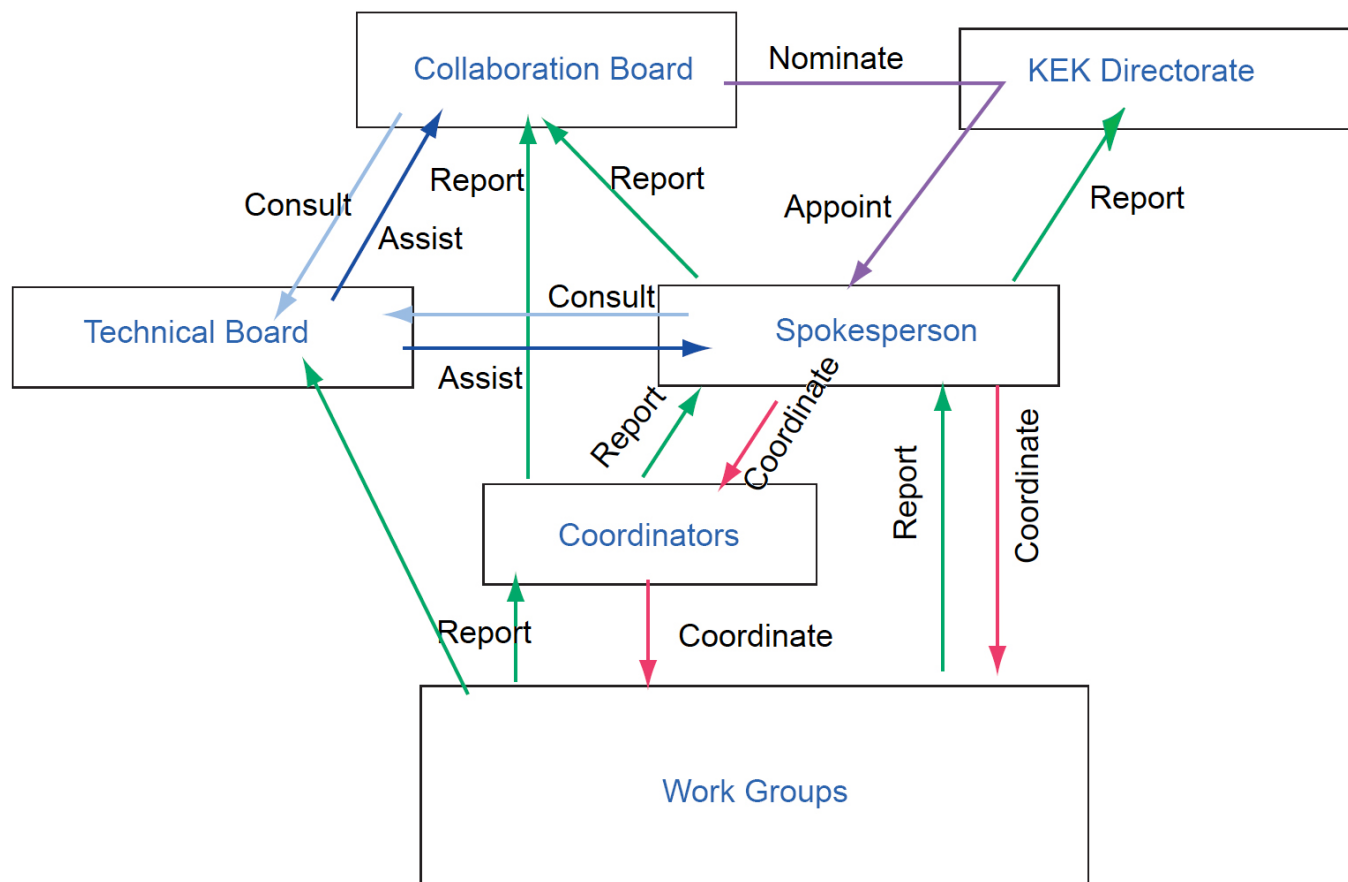 Collaboration Board
Nominate
KEK Directorate
Report
Report
Consult
Appoint
Report
Assist
Consult
Technical Board
Spokesperson
Assist
Report
Coordinate
Report
Coordinate
Coordinators
Report
Coordinate
Work Groups